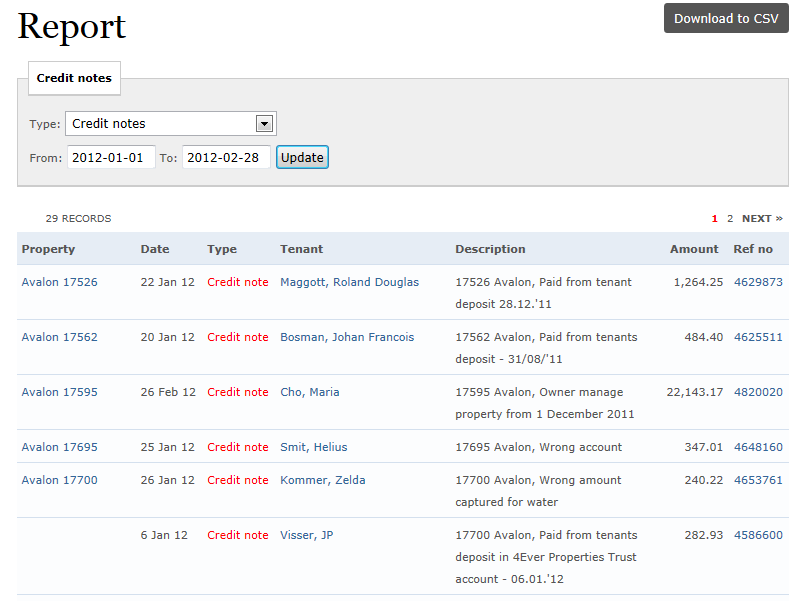 Report
Download to CSV
Credit notes
Type: Credit notes
From: 2012-01-01 To: 2012-02-28 Update
29 RECORDS 1 2 NEXT »
Property Date Type Tenant Description Amount Ref no
Avalon 17526 22 Jan 12 Credit note Maggott, Roland Douglas 17526 Avalon, Paid from tenant 1,264.25 4629873
deposit 28.12.'11
Avalon 17562 20 Jan 12 Credit note Bosman, Johan Francois 17562 Avalon, Paid from tenants 484.40 4625511
deposit - 31/08/'11
Avalon 17595 26 Feb 12 Credit note Cho, Maria 17595 Avalon, Owner manage 22,143.17 4820020
property from 1 December 2011
Avalon 17695 25 Jan 12 Credit note Smit, Helius 17695 Avalon, Wrong account 347.01 4648160
Avalon 17700 26 Jan 12 Credit note Kommer, Zelda 17700 Avalon, Wrong amount 240.22 4653761
captured for water
6 Jan 12 Credit note Visser, JP 17700 Avalon, Paid from tenants 282.93 4586600
deposit in 4Ever Properties Trust
account - 06.01.'12